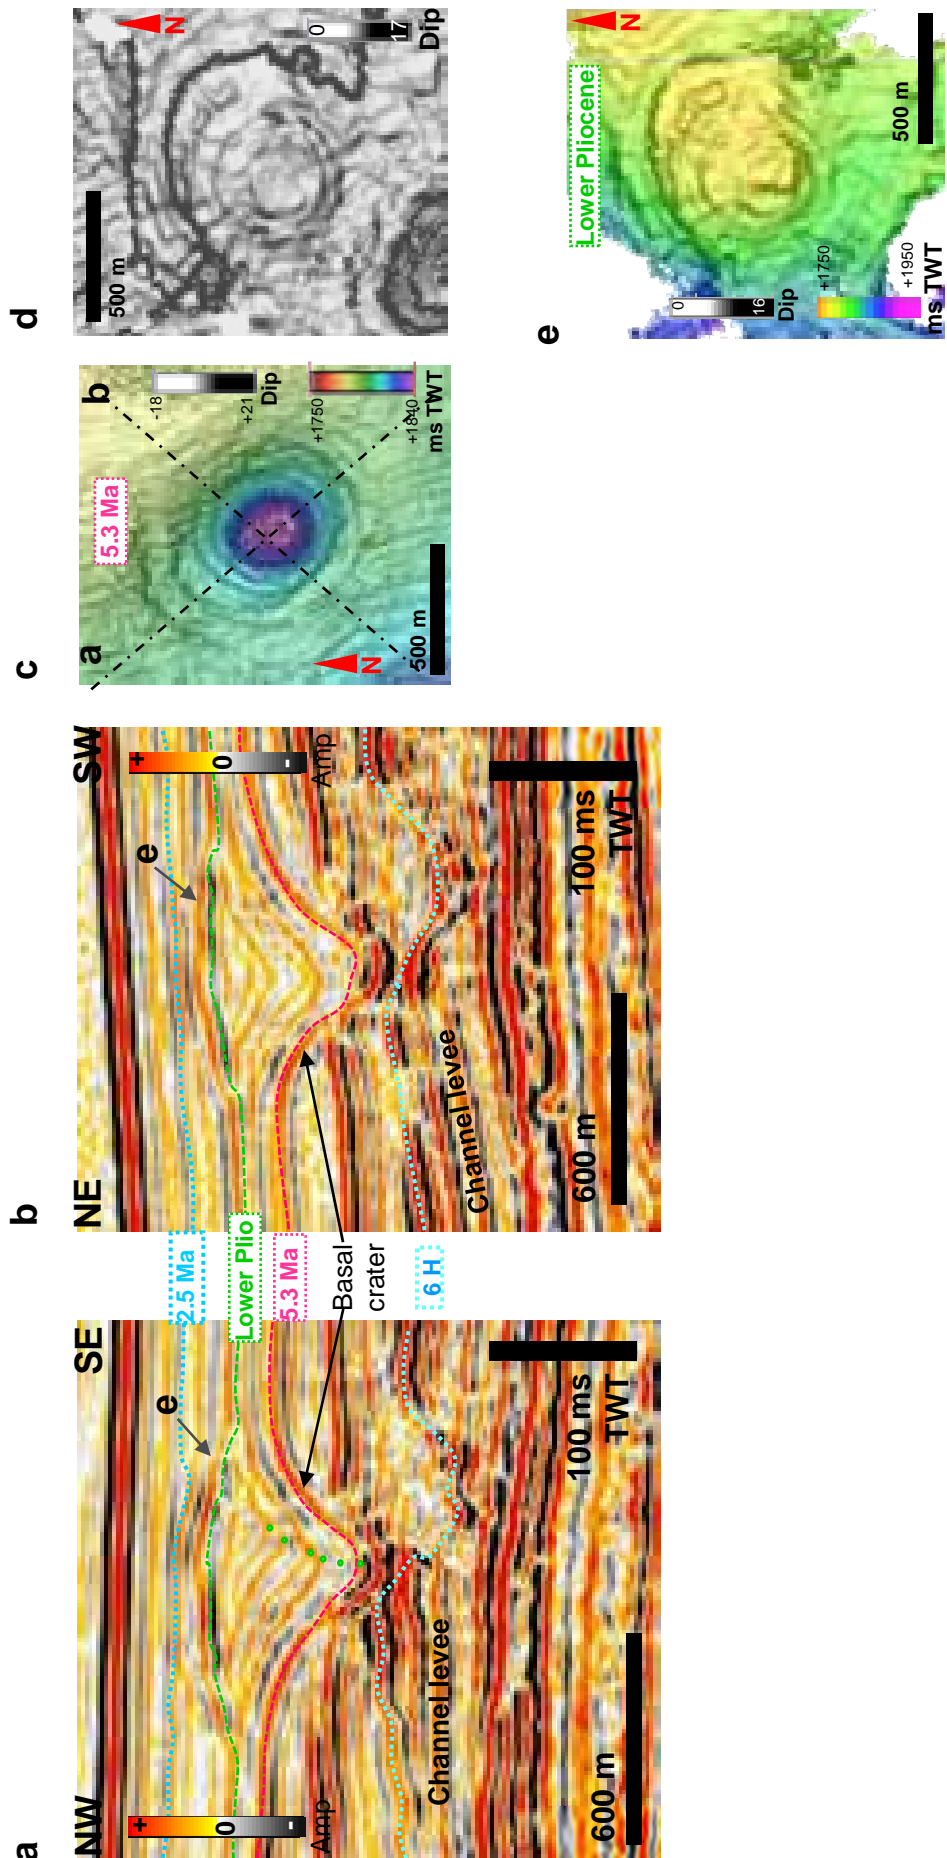 a
NW
SE
e
+
0
-
Amp
Channel levee
600 m
100 ms
TWT
2.5 Ma
Lower Plio
5.3 Ma
Basal
crater
6 H
b
NE
SW
e
+
0
-
Amp
Channel levee
600 m
100 ms
TWT
c
5.3 Ma
a
b
-18
+21
Dip
+1750
+1840
ms TWT
N
500 m
d
N
0
17
Dip
500 m
e
Lower Pliocene
N
0
16
Dip
+1750
+1950
ms TWT
500 m